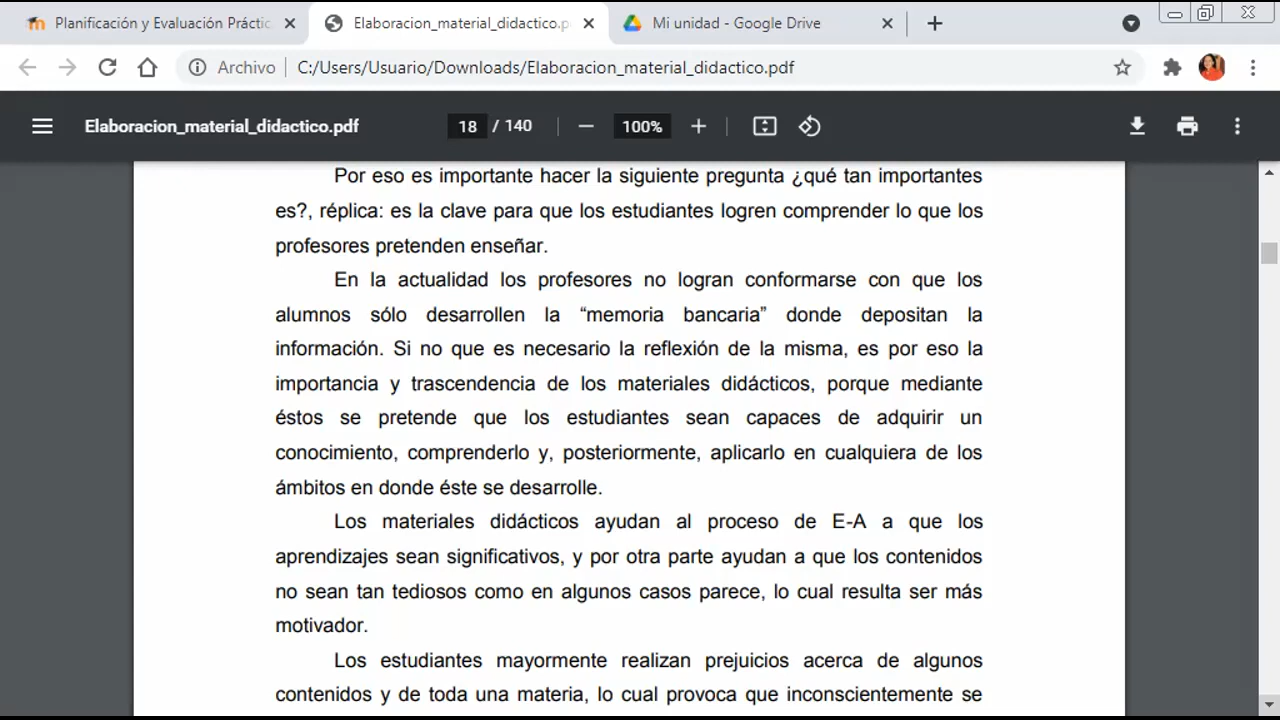 Planificación y Evaluación Práctic
Elaboracion_material_didactico.p
Mi unidad - Google Drive
Archivo
C:/Users/Usuario/Downloads/Elaboracion_material_didactico.pdf
Elaboracion_material_didactico.pdf
18 / 140
100%
Por eso es importante hacer la siguiente pregunta ¿qué tan importantes
es?, réplica: es la clave para que los estudiantes logren comprender lo que los
profesores pretenden enseñar.
En la actualidad los profesores no logran conformarse con que los
alumnos sólo desarrollen la “memoria bancaria” donde depositan la
información. Si no que es necesario la reflexión de la misma, es por eso la
importancia y trascendencia de los materiales didácticos, porque mediante
éstos se pretende que los estudiantes sean capaces de adquirir un
conocimiento, comprenderlo y, posteriormente, aplicarlo en cualquiera de los
ámbitos en donde éste se desarrolle.
Los materiales didácticos ayudan al proceso de E-A a que los
aprendizajes sean significativos, y por otra parte ayudan a que los contenidos
no sean tan tediosos como en algunos casos parece, lo cual resulta ser más
motivador.
Los estudiantes mayormente realizan prejuicios acerca de algunos
contenidos y de toda una materia, lo cual provoca que inconscientemente se